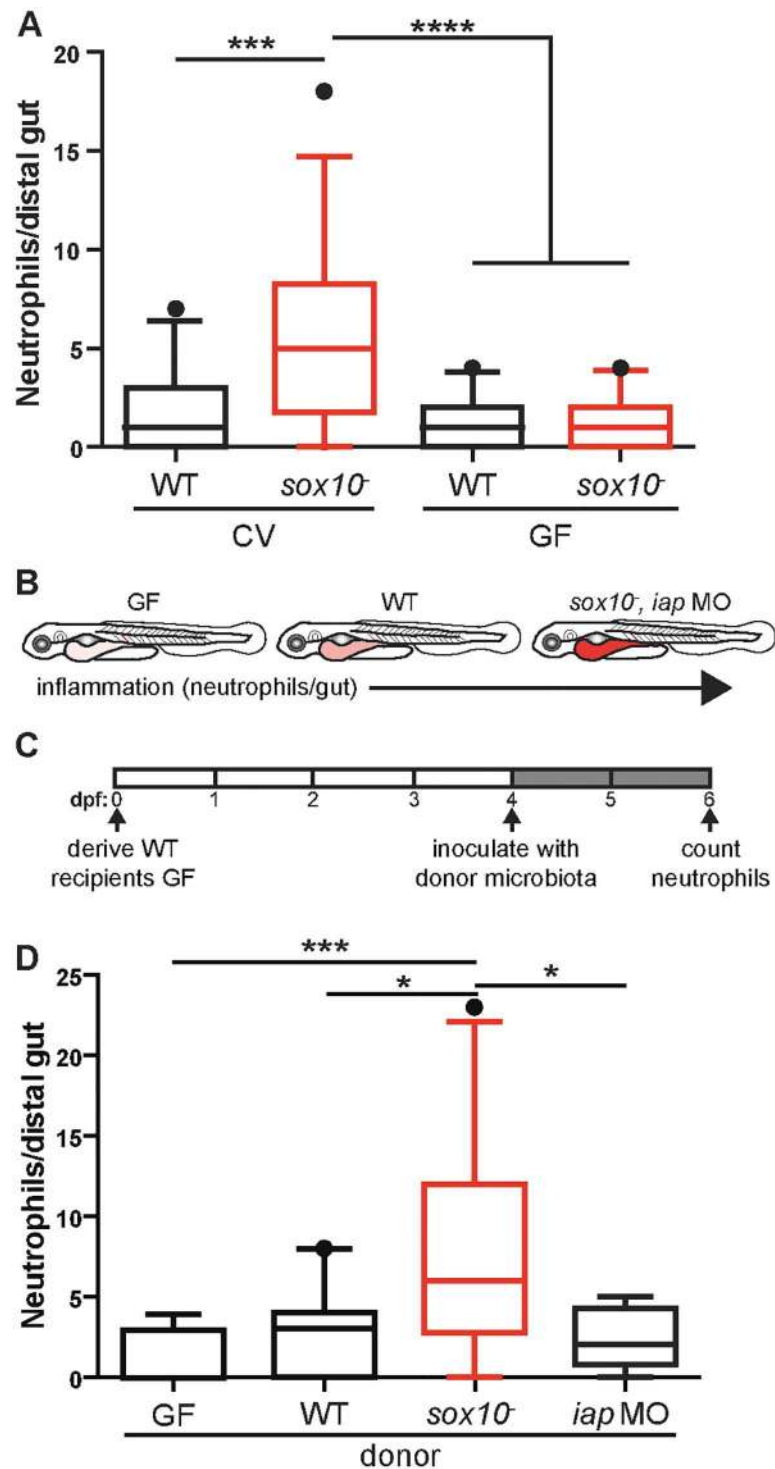 A
***
****
Neutrophils/distal gut
20
15
10
5
0
WT
sox10-
WT
sox10-
CV
GF
B
GF
WT
sox10-, iap MO
inflammation (neutrophils/gut)
C
dpf: 0 1 2 3 4 5 6
derive WT
recipients GF
inoculate with
donor microbiota
count
neutrophils
D
***
*
*
Neutrophils/distal gut
25
20
15
10
5
0
GF
WT
sox10-
iap MO
donor